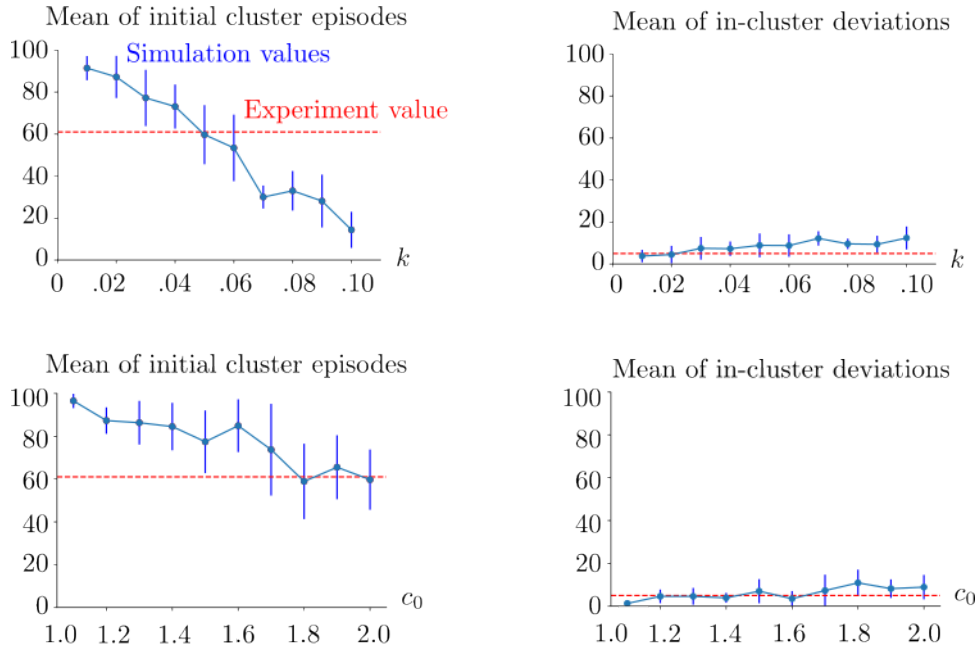 Mean of initial cluster episodes
100
Simulation values
80
Experiment value
60
40
20
0
k
0 .02 .04 .06 .08 .10
Mean of in-cluster deviations
100
80
60
40
20
0
k
0 .02 .04 .06 .08 .10
Mean of initial cluster episodes
100
80
60
40
20
0
c₀
1.0 1.2 1.4 1.6 1.8 2.0
Mean of in-cluster deviations
100
80
60
40
20
0
c₀
1.0 1.2 1.4 1.6 1.8 2.0